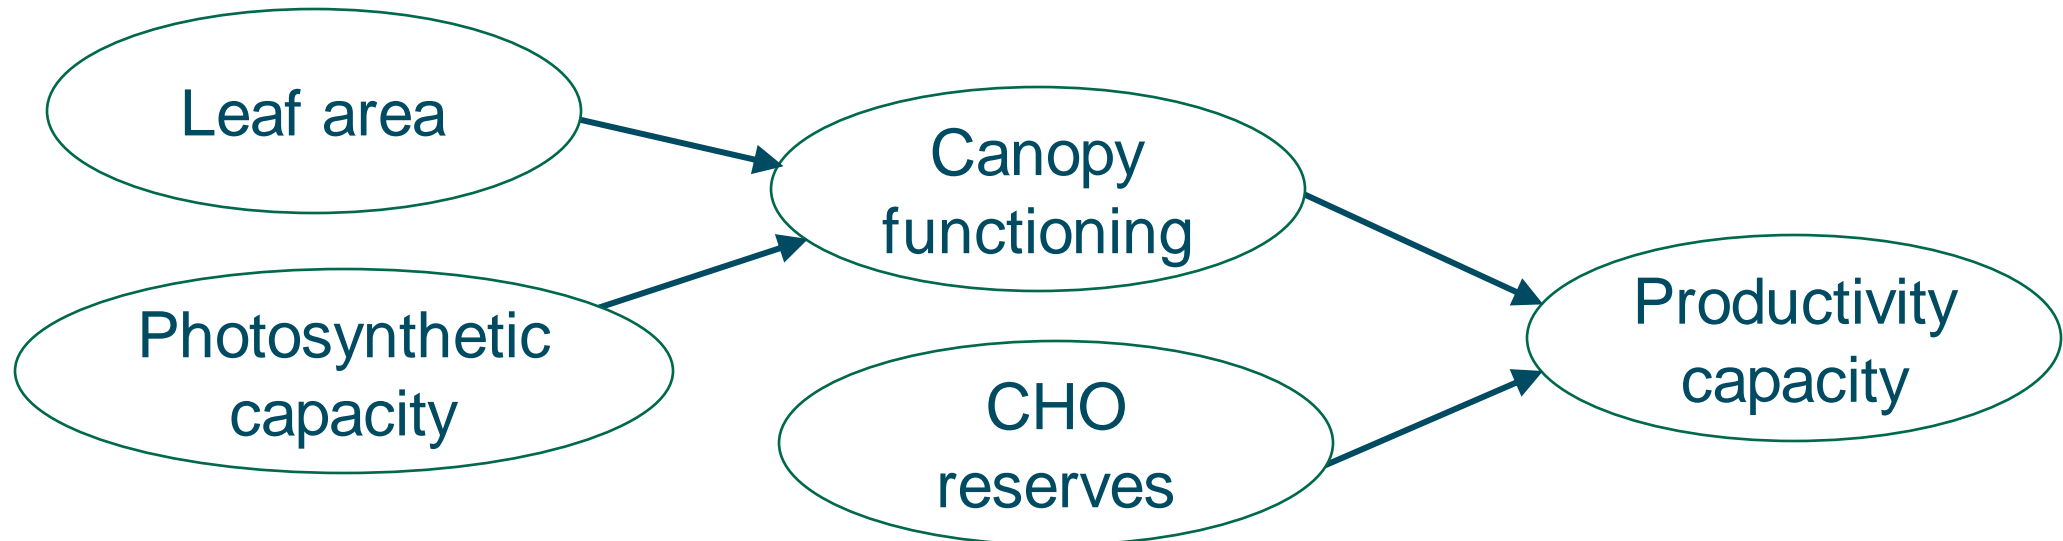 Leaf area
Canopy
functioning
Photosynthetic
capacity
CHO
reserves
Productivity
capacity